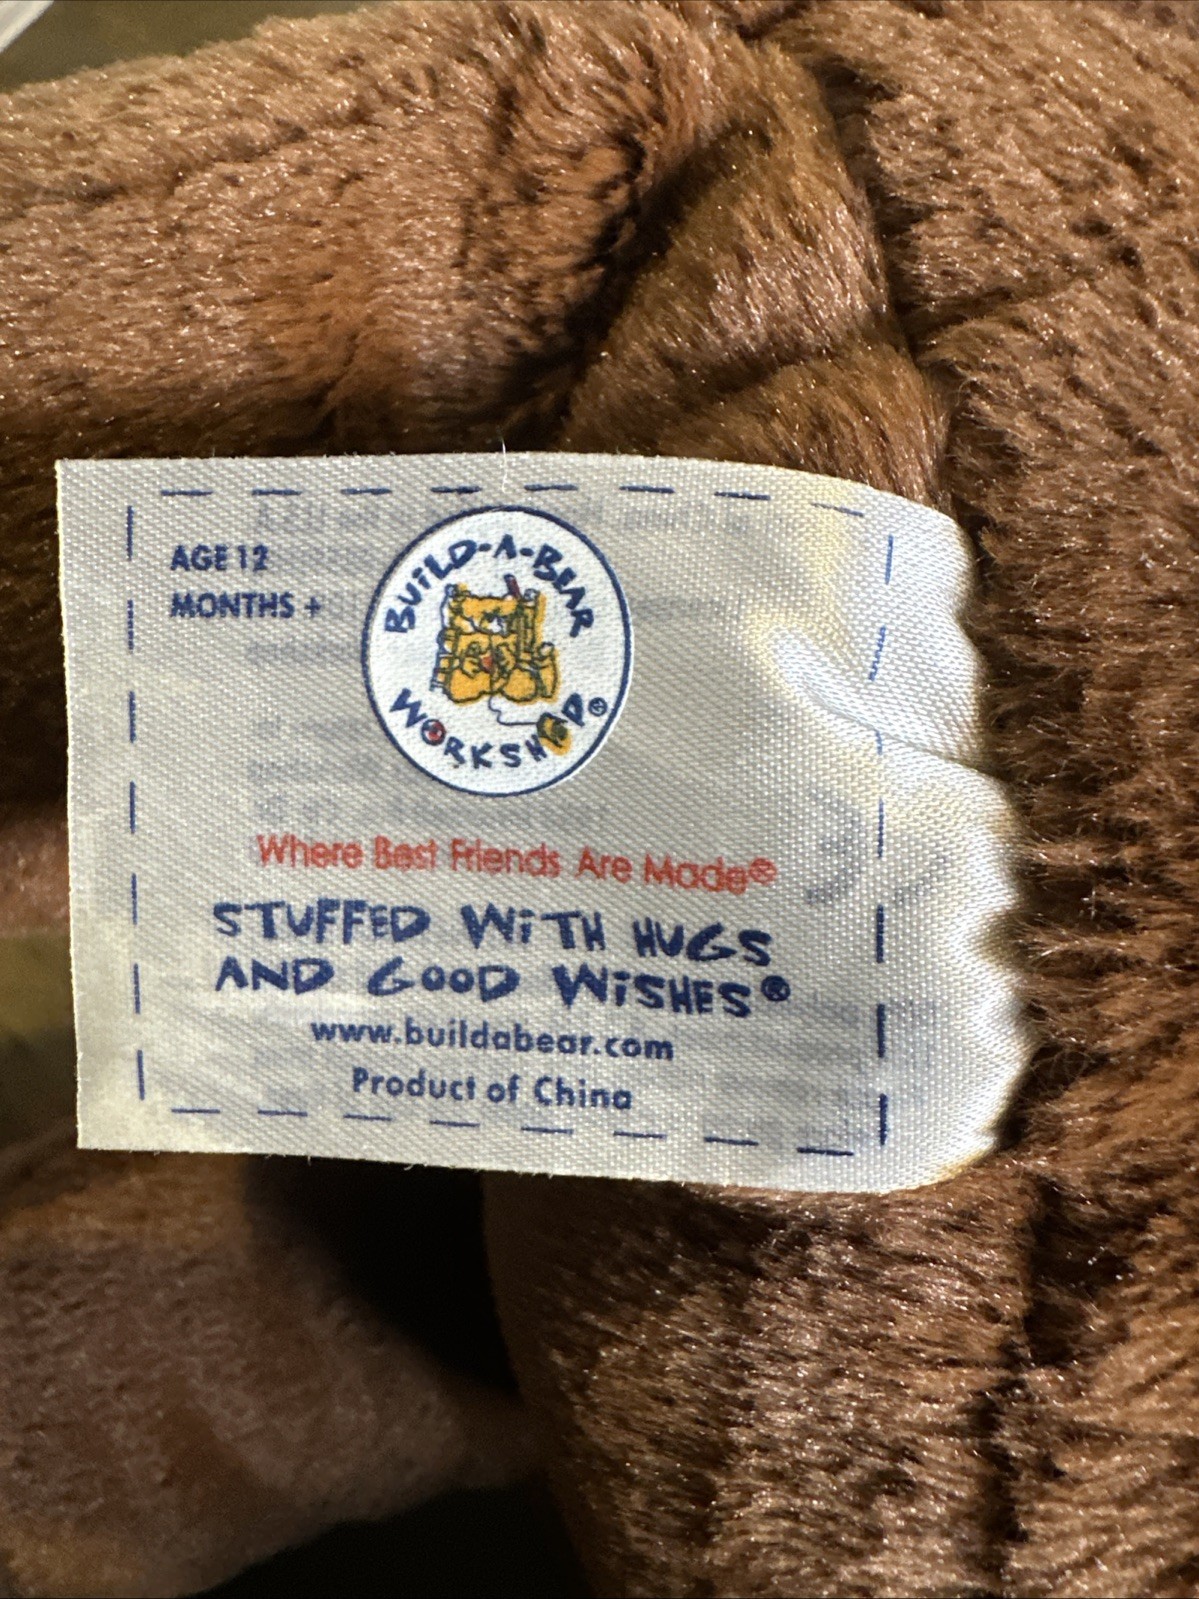 AGE 12
MONTHS +
BUiLD-A-BEAR
WORKSHOP®
Where Best Friends Are Made®
STUFFED WiTH HUGS
AND GOOD WiSHES®
www.buildabear.com
Product of China